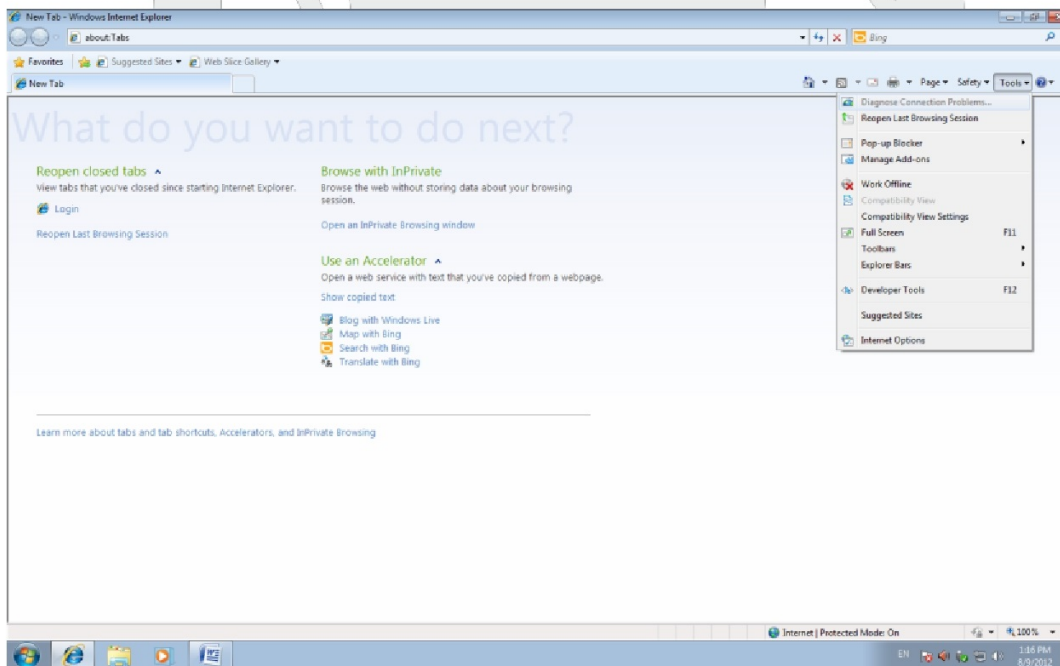 New Tab - Windows Internet Explorer
about:Tabs
Bing
Favorites Suggested Sites Web Slice Gallery
New Tab
Page Safety Tools
What do you want to do next?
Reopen closed tabs
View tabs that you've closed since starting Internet Explorer.
Login
Reopen Last Browsing Session
Browse with InPrivate
Browse the web without storing data about your browsing
session.
Open an InPrivate Browsing window
Use an Accelerator
Open a web service with text that you've copied from a webpage.
Show copied text
Blog with Windows Live
Map with Bing
Search with Bing
Translate with Bing
Learn more about tabs and tab shortcuts, Accelerators, and InPrivate Browsing
Diagnose Connection Problems...
Reopen Last Browsing Session
Pop-up Blocker
Manage Add-ons
Work Offline
Compatibility View
Compatibility View Settings
Full Screen F11
Toolbars
Explorer Bars
Developer Tools F12
Suggested Sites
Internet Options
Internet | Protected Mode: On 100%
EN 1:16 PM
8/9/2012